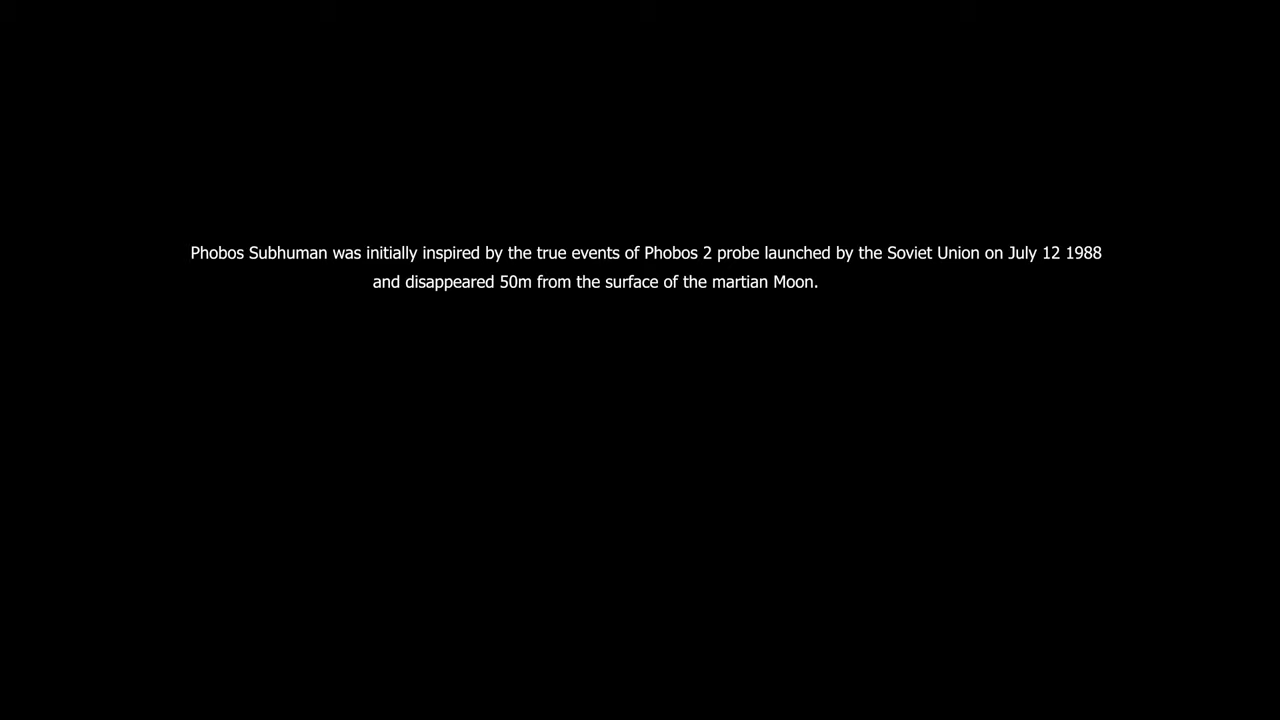 Phobos Subhuman was initially inspired by the true events of Phobos 2 probe launched by the Soviet Union on July 12 1988
and disappeared 50m from the surface of the martian Moon.